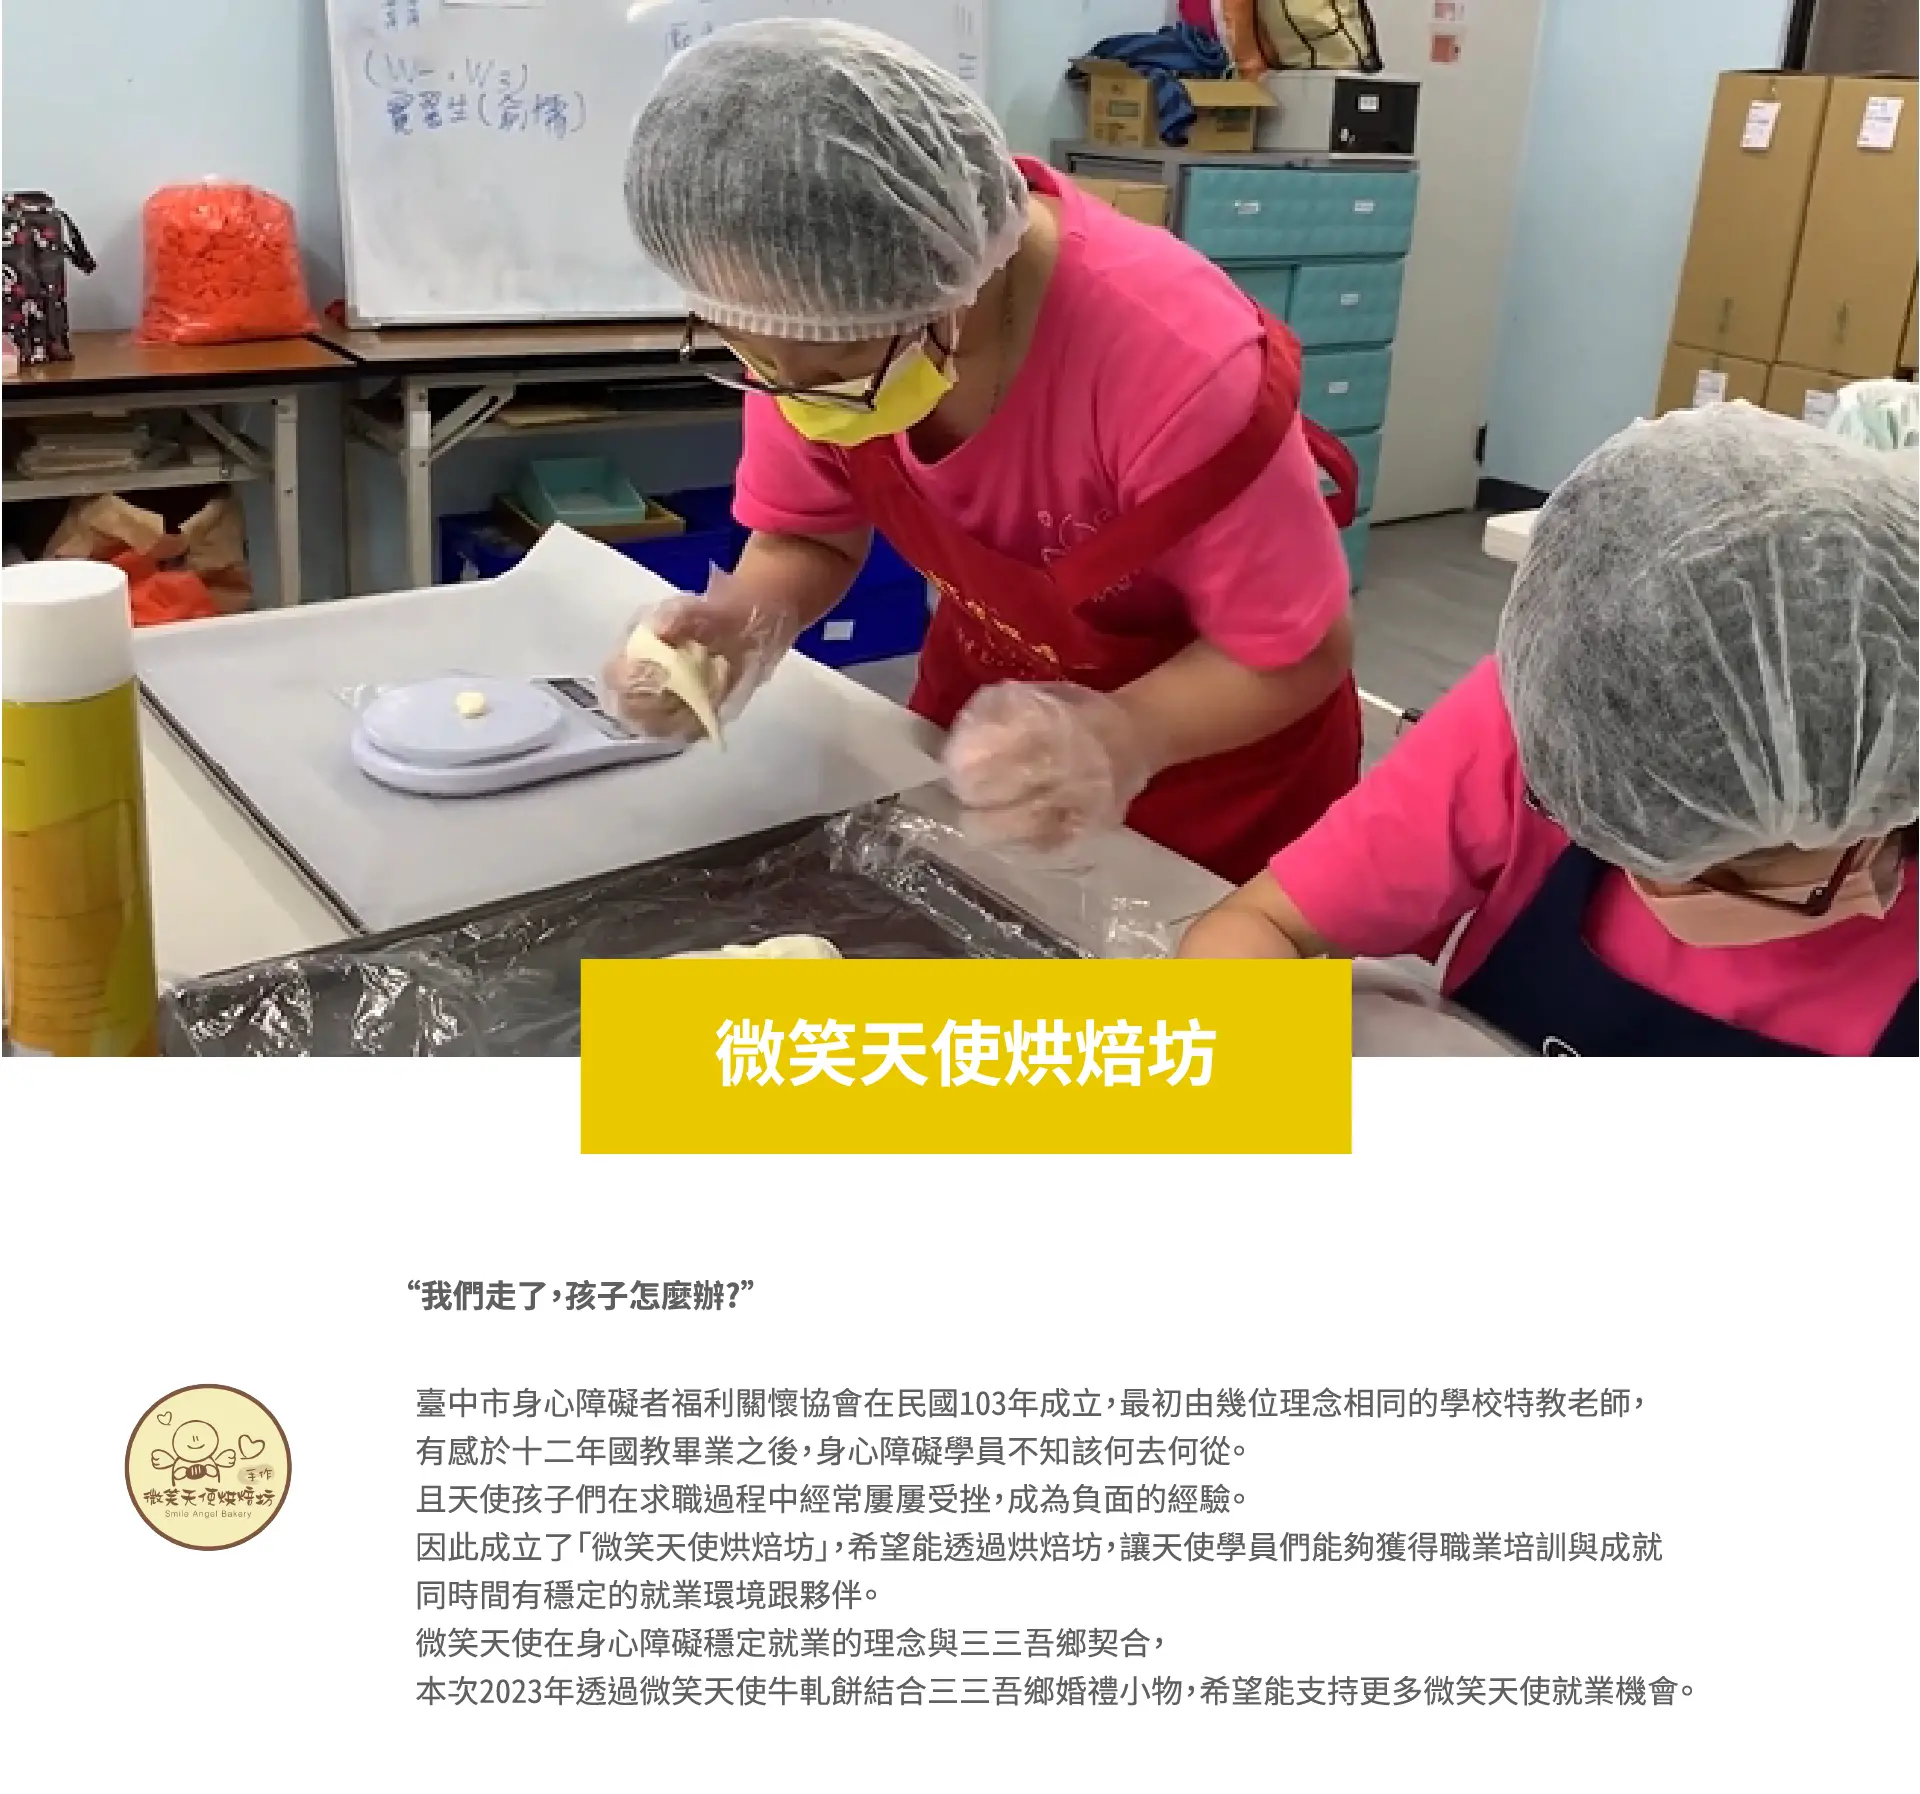 (W一，W三)
實習生(俞橋)
微笑天使烘焙坊
“我們走了，孩子怎麼辦?”
臺中市身心障礙者福利關懷協會在民國103年成立，最初由幾位理念相同的學校特教老師，
有感於十二年國教畢業之後，身心障礙學員不知該何去何從。
且天使孩子們在求職過程中經常屢屢受挫，成為負面的經驗。
手作
微笑天使烘焙坊
Smile Angel Bakery
因此成立了「微笑天使烘焙坊」，希望能透過烘焙坊，讓天使學員們能夠獲得職業培訓與成就
同時間有穩定的就業環境跟夥伴。
微笑天使在身心障礙穩定就業的理念與三三吾鄉契合，
本次2023年透過微笑天使牛軋餅結合三三吾鄉婚禮小物，希望能支持更多微笑天使就業機會。